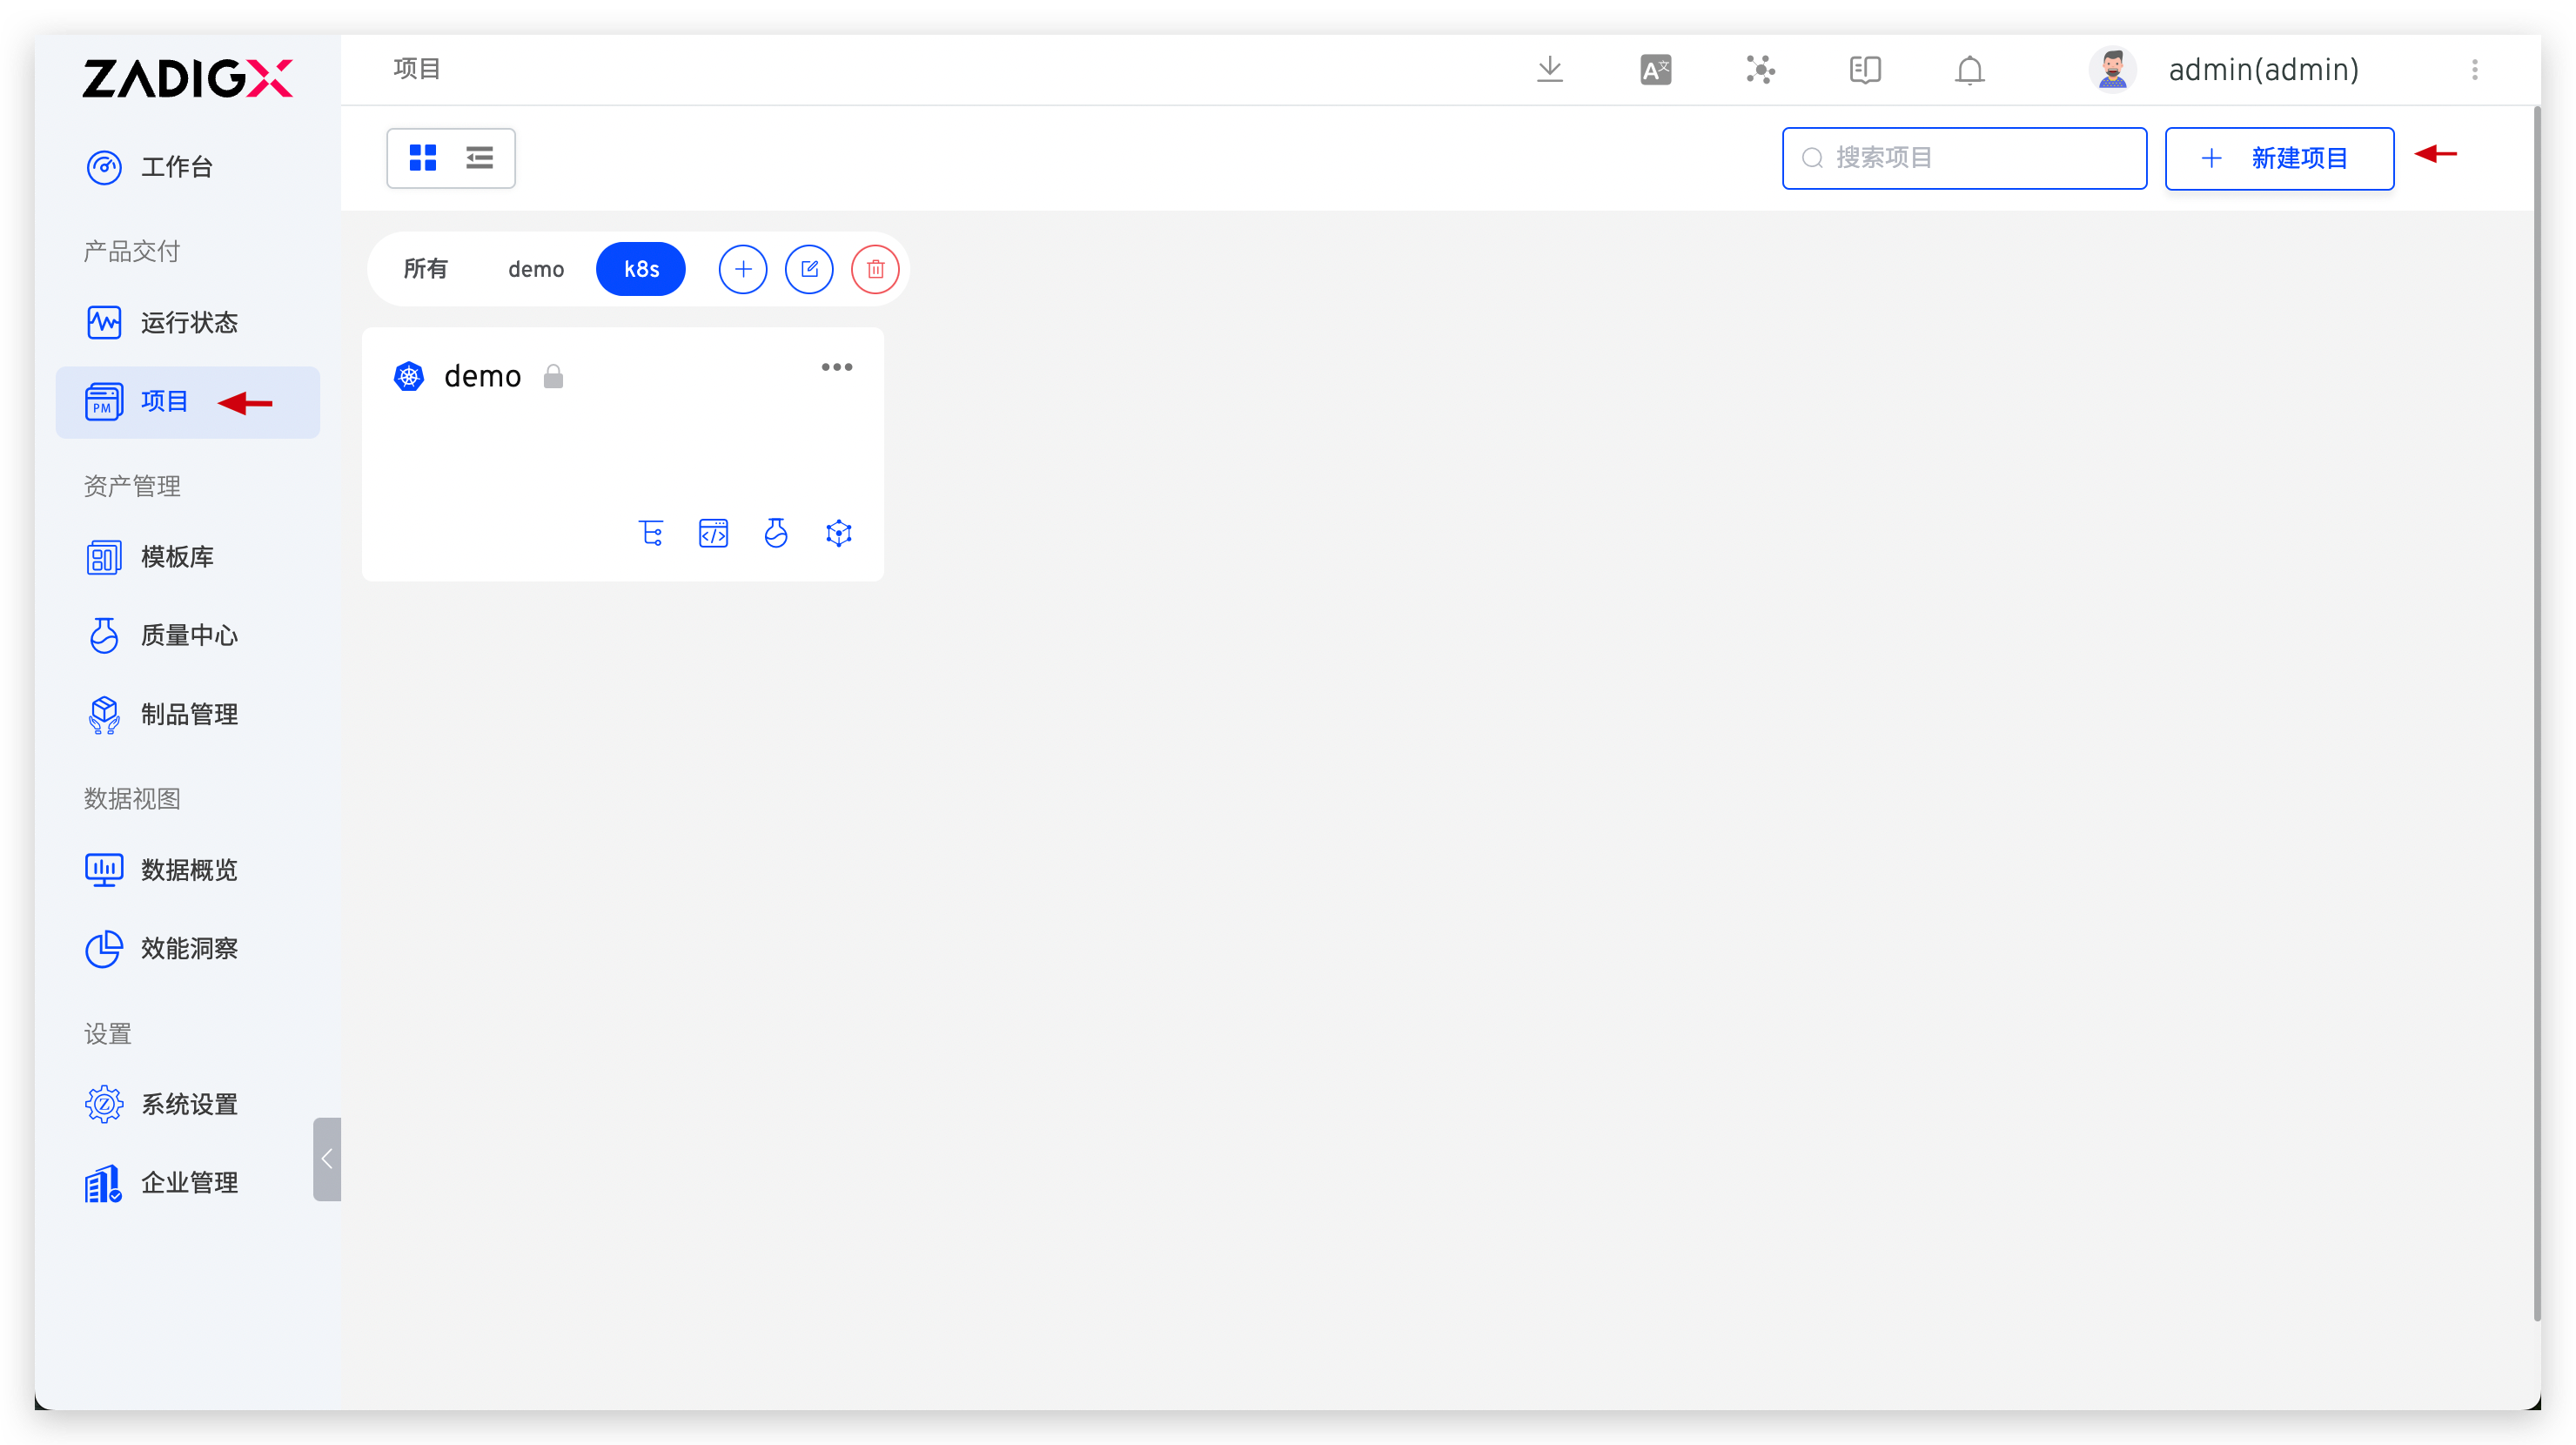 ZADIGX
工作台
产品交付
运行状态
PM 项目
资产管理
模板库
质量中心
制品管理
数据视图
数据概览
效能洞察
设置
Z 系统设置
企业管理
项目
A文
admin(admin)
搜索项目
+ 新建项目
所有 demo k8s
demo